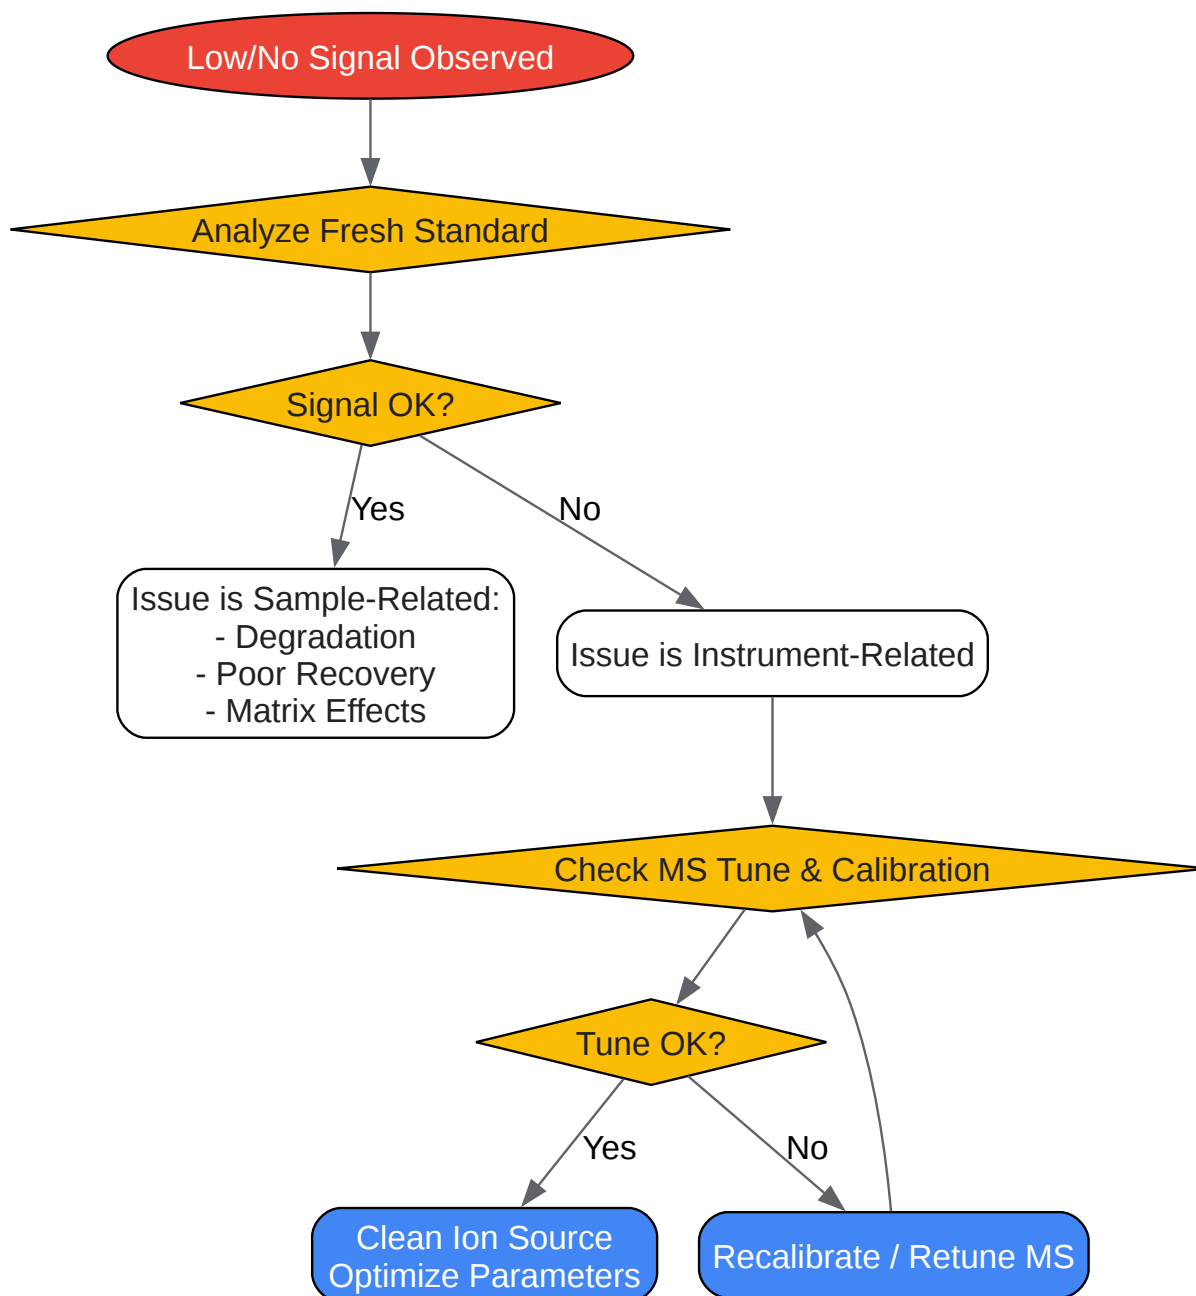 Low/No Signal Observed
Analyze Fresh Standard
Signal OK?
Yes
No
Issue is Sample-Related:
- Degradation
- Poor Recovery
- Matrix Effects
Issue is Instrument-Related
Check MS Tune & Calibration
Tune OK?
Yes
No
Clean Ion Source
Optimize Parameters
Recalibrate / Retune MS